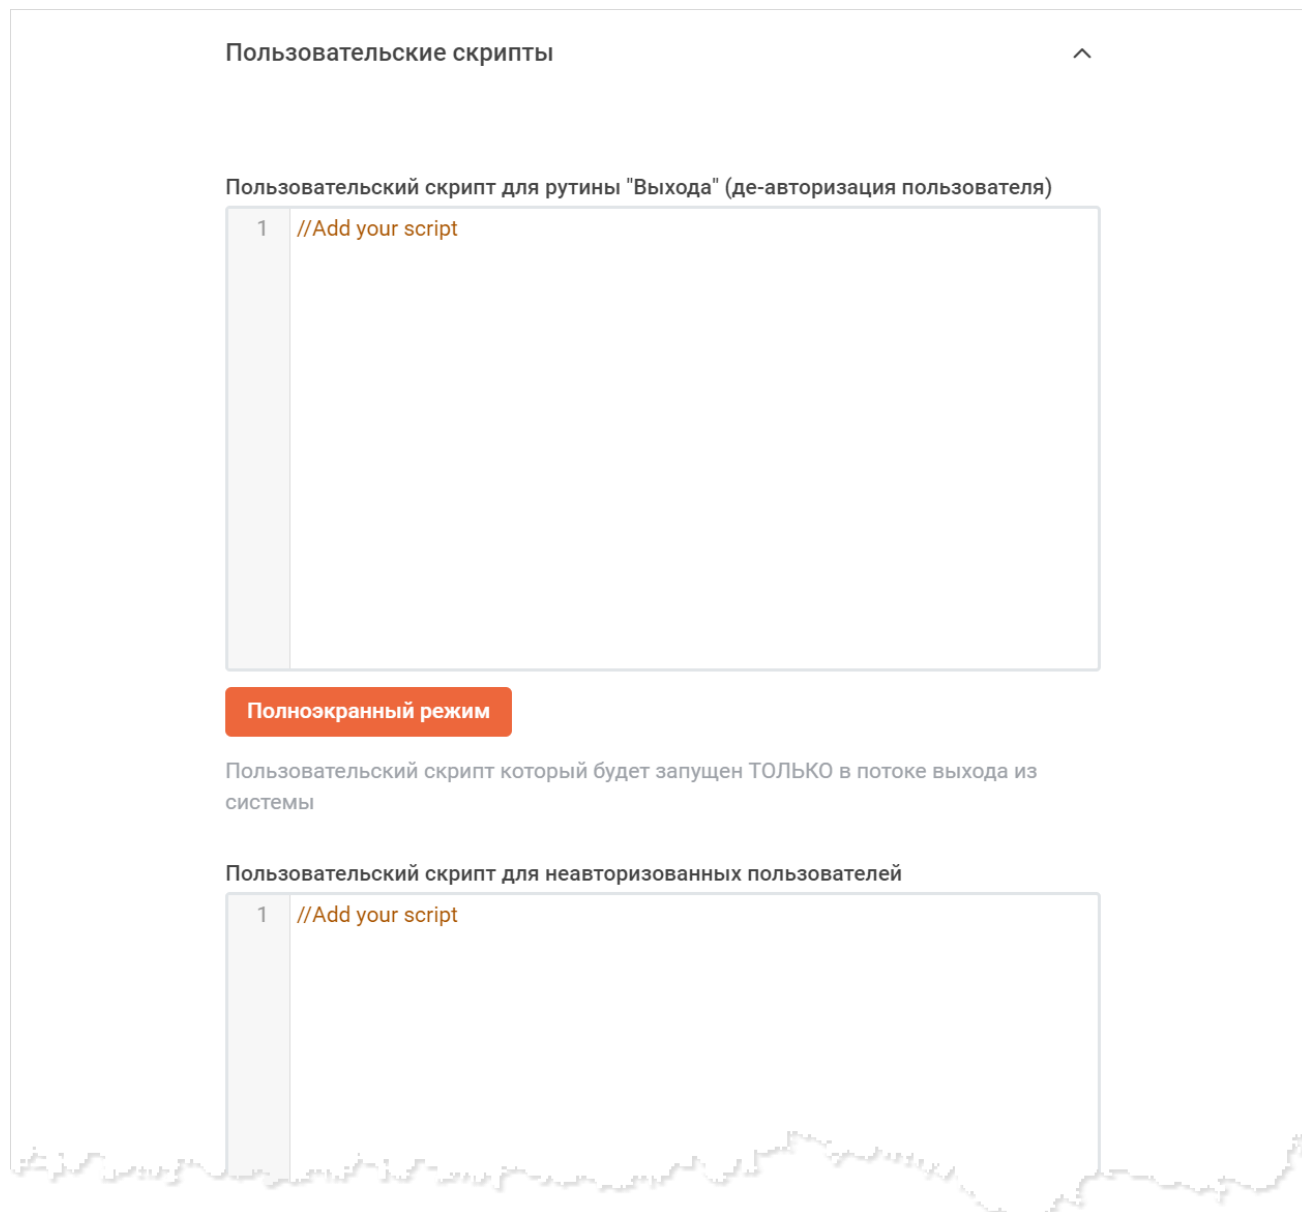 Пользовательские скрипты
Пользовательский скрипт для рутины "Выхода" (де-авторизация пользователя)
1 //Add your script
Полноэкранный режим
Пользовательский скрипт который будет запущен ТОЛЬКО в потоке выхода из
системы
Пользовательский скрипт для неавторизованных пользователей
1 //Add your script